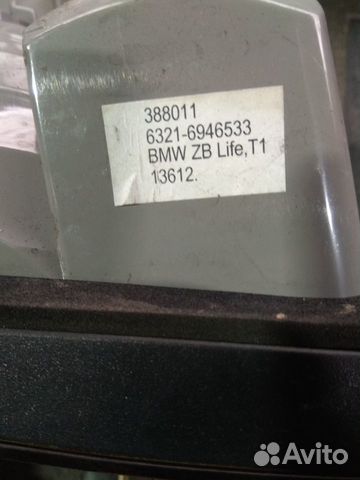 388011
6321-6946533
BMW ZB Life,T1
13612.
Avito